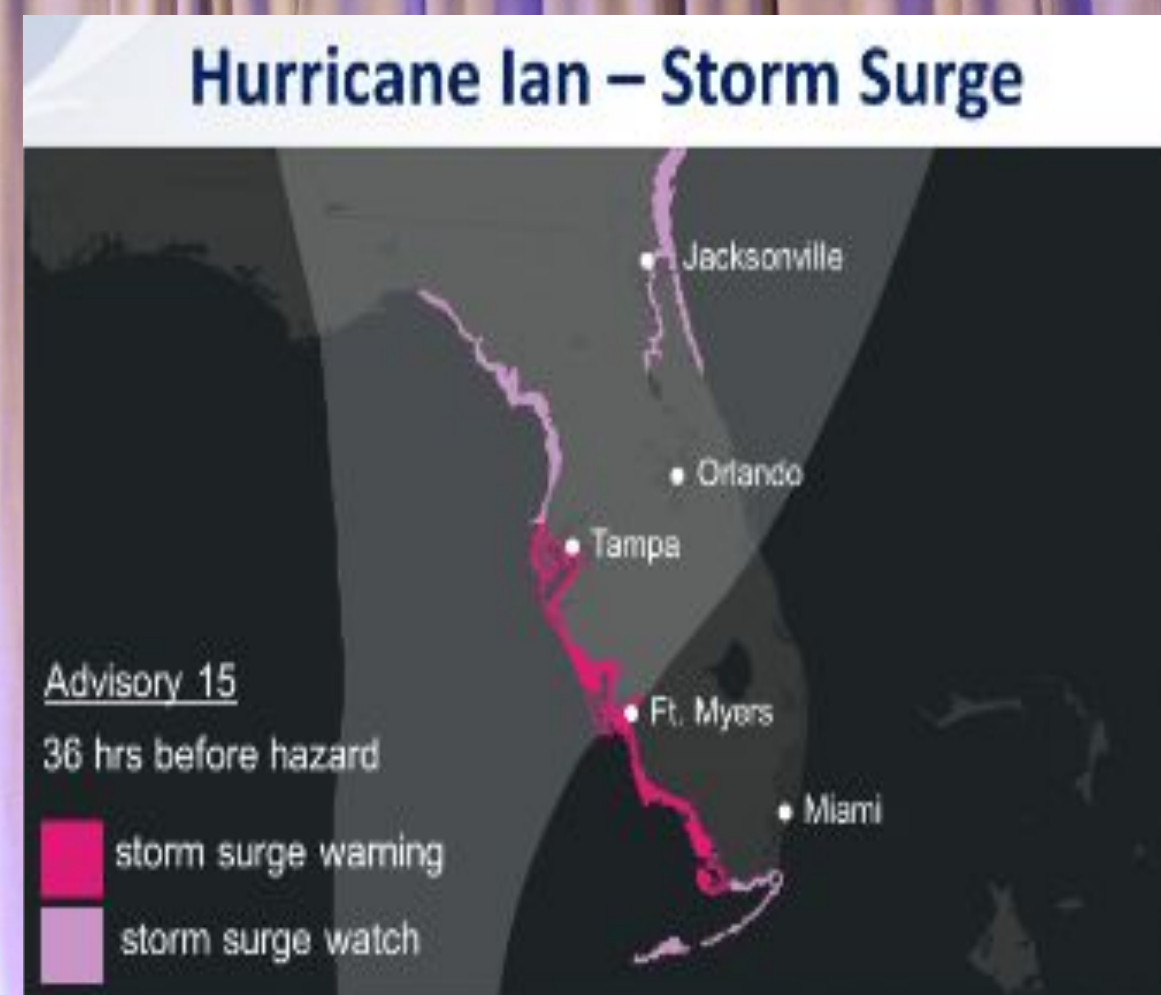 Hurricane Ian – Storm Surge
Jacksonville
Orlando
Tampa
Ft. Myers
Miami
Advisory 15
36 hrs before hazard
storm surge warning
storm surge watch